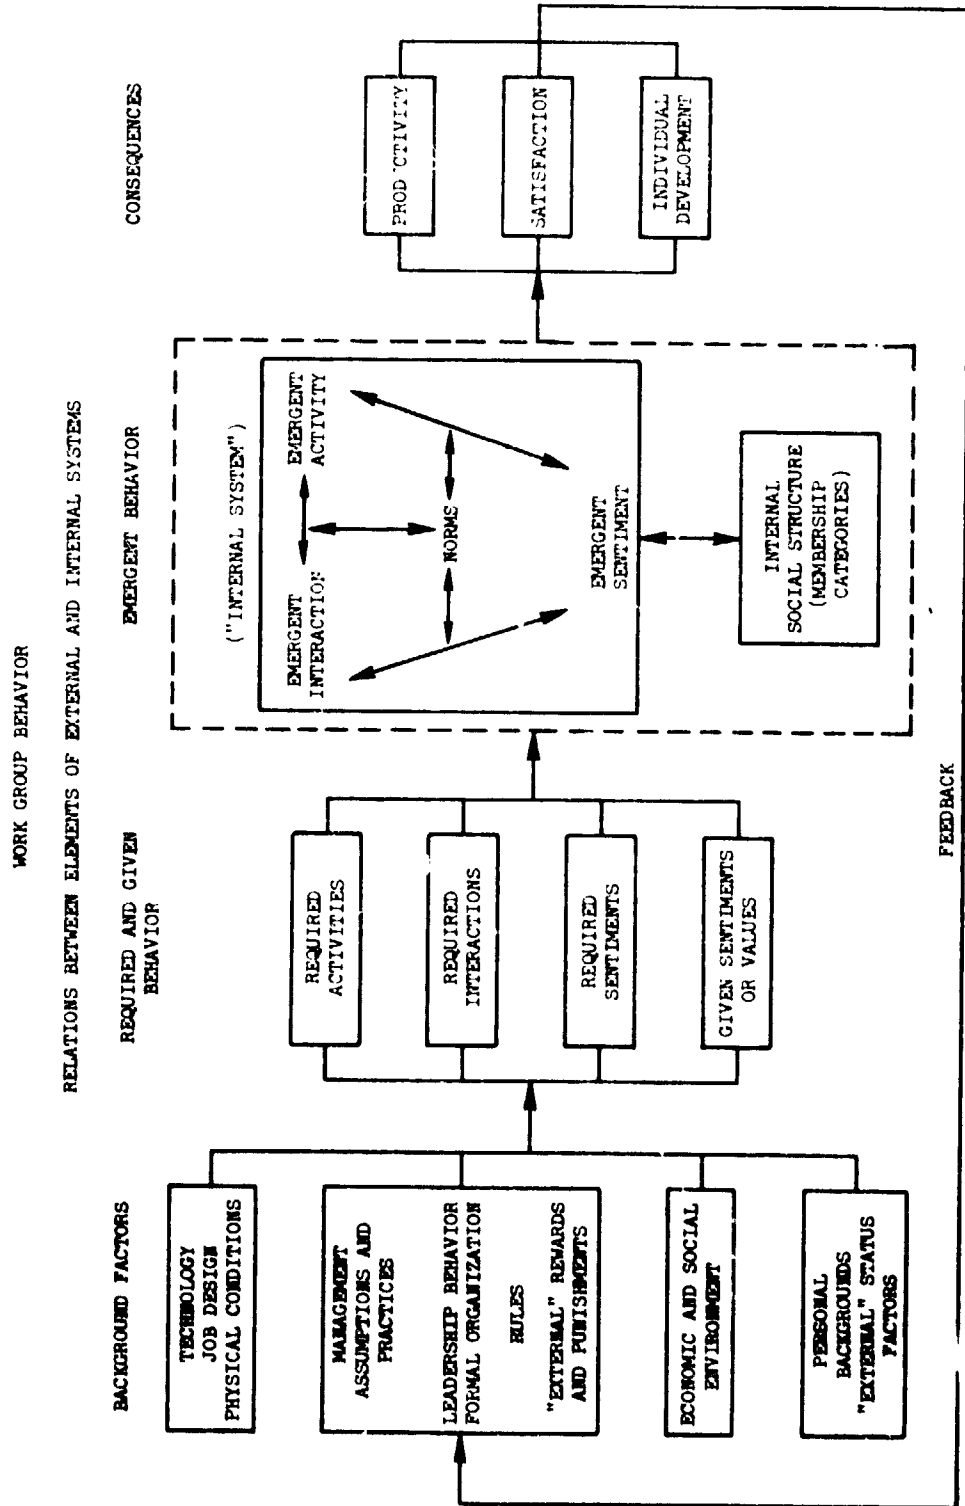 WORK GROUP BEHAVIOR
RELATIONS BETWEEN ELEMENTS OF EXTERNAL AND INTERNAL SYSTEMS
BACKGROUND FACTORS
TECHNOLOGY
JOB DESIGN
PHYSICAL CONDITIONS
MANAGEMENT
ASSUMPTIONS AND
PRACTICES
LEADERSHIP BEHAVIOR
FORMAL ORGANIZATION
RULES
"EXTERNAL" REWARDS
AND PUNISHMENTS
ECONOMIC AND SOCIAL
ENVIRONMENT
PERSONAL
BACKGROUNDS
"EXTERNAL" STATUS
FACTORS
REQUIRED AND GIVEN
BEHAVIOR
REQUIRED
ACTIVITIES
REQUIRED
INTERACTIONS
REQUIRED
SENTIMENTS
GIVEN SENTIMENTS
OR VALUES
EMERGENT BEHAVIOR
("INTERNAL SYSTEM")
EMERGENT
INTERACTION
EMERGENT
ACTIVITY
NORMS
EMERGENT
SENTIMENT
INTERNAL
SOCIAL STRUCTURE
(MEMBERSHIP
CATEGORIES)
CONSEQUENCES
PRODUCTIVITY
SATISFACTION
INDIVIDUAL
DEVELOPMENT
FEEDBACK